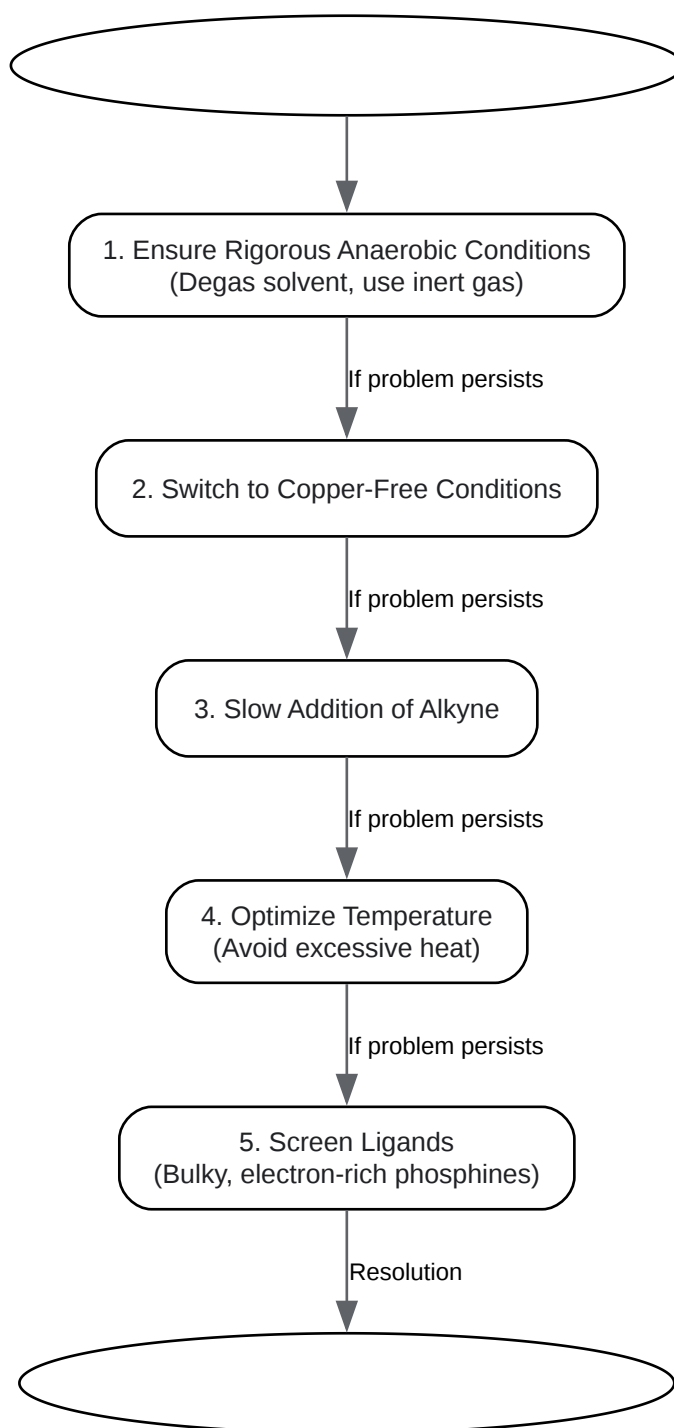 1. Ensure Rigorous Anaerobic Conditions
(Degas solvent, use inert gas)
If problem persists
2. Switch to Copper-Free Conditions
If problem persists
3. Slow Addition of Alkyne
If problem persists
4. Optimize Temperature
(Avoid excessive heat)
If problem persists
5. Screen Ligands
(Bulky, electron-rich phosphines)
Resolution